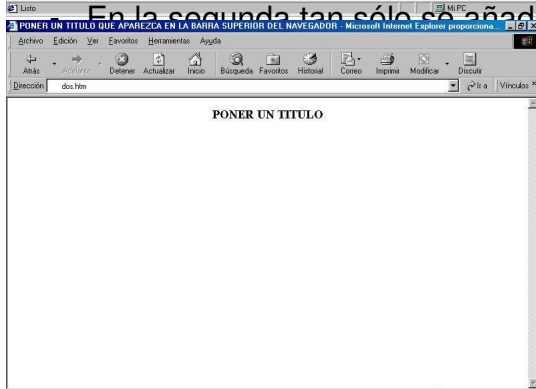 Listo Mi PC
- En la segunda tan sólo se añad
PONER UN TITULO QUE APAREZCA EN LA BARRA SUPERIOR DEL NAVEGADOR - Microsoft Internet Explorer proporciona...
Archivo Edición Ver Favoritos Herramientas Ayuda
Atrás Adelante Detener Actualizar Inicio Búsqueda Favoritos Historial Correo Imprimir Modificar Discutir
Dirección dos.htm Ir a Vínculos »
PONER UN TITULO